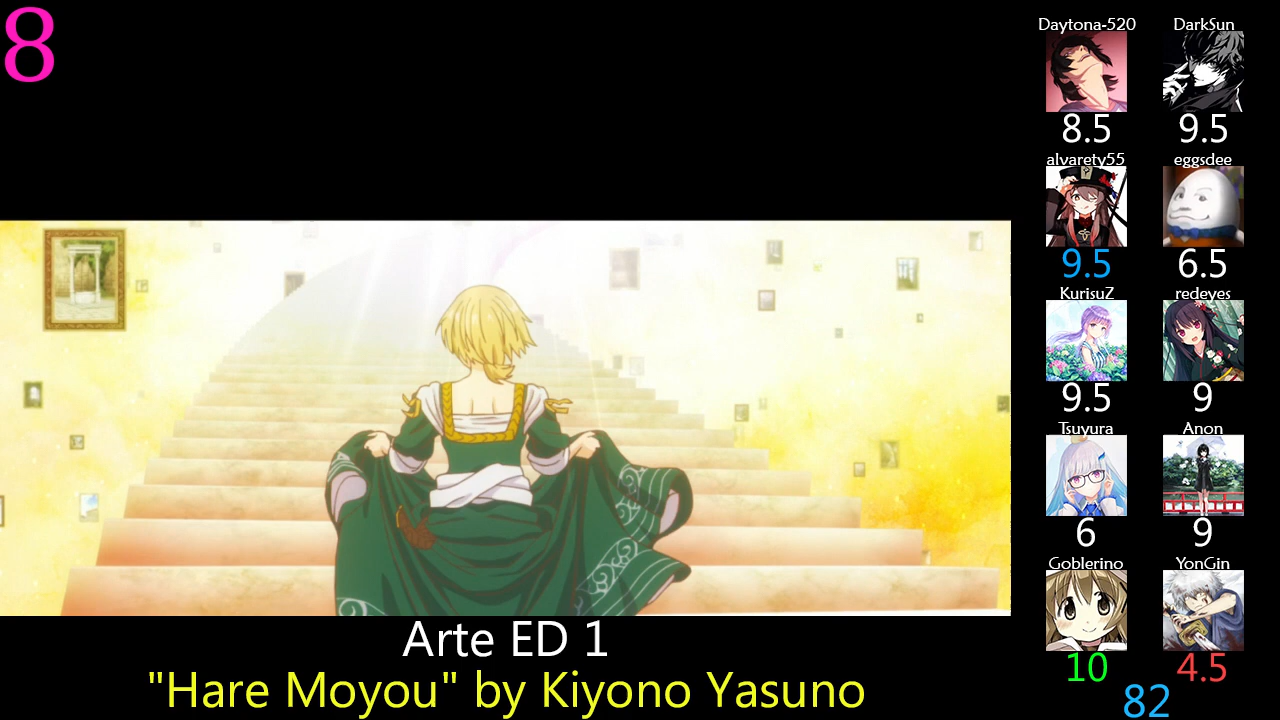 8
Daytona-520 DarkSun
8.5 9.5
alvarety55 eggsdee
9.5 6.5
KurisuZ redeyes
9.5 9
Tsuyura Anon
6 9
Goblerino YonGin
10 4.5
82
Arte ED 1
"Hare Moyou" by Kiyono Yasuno